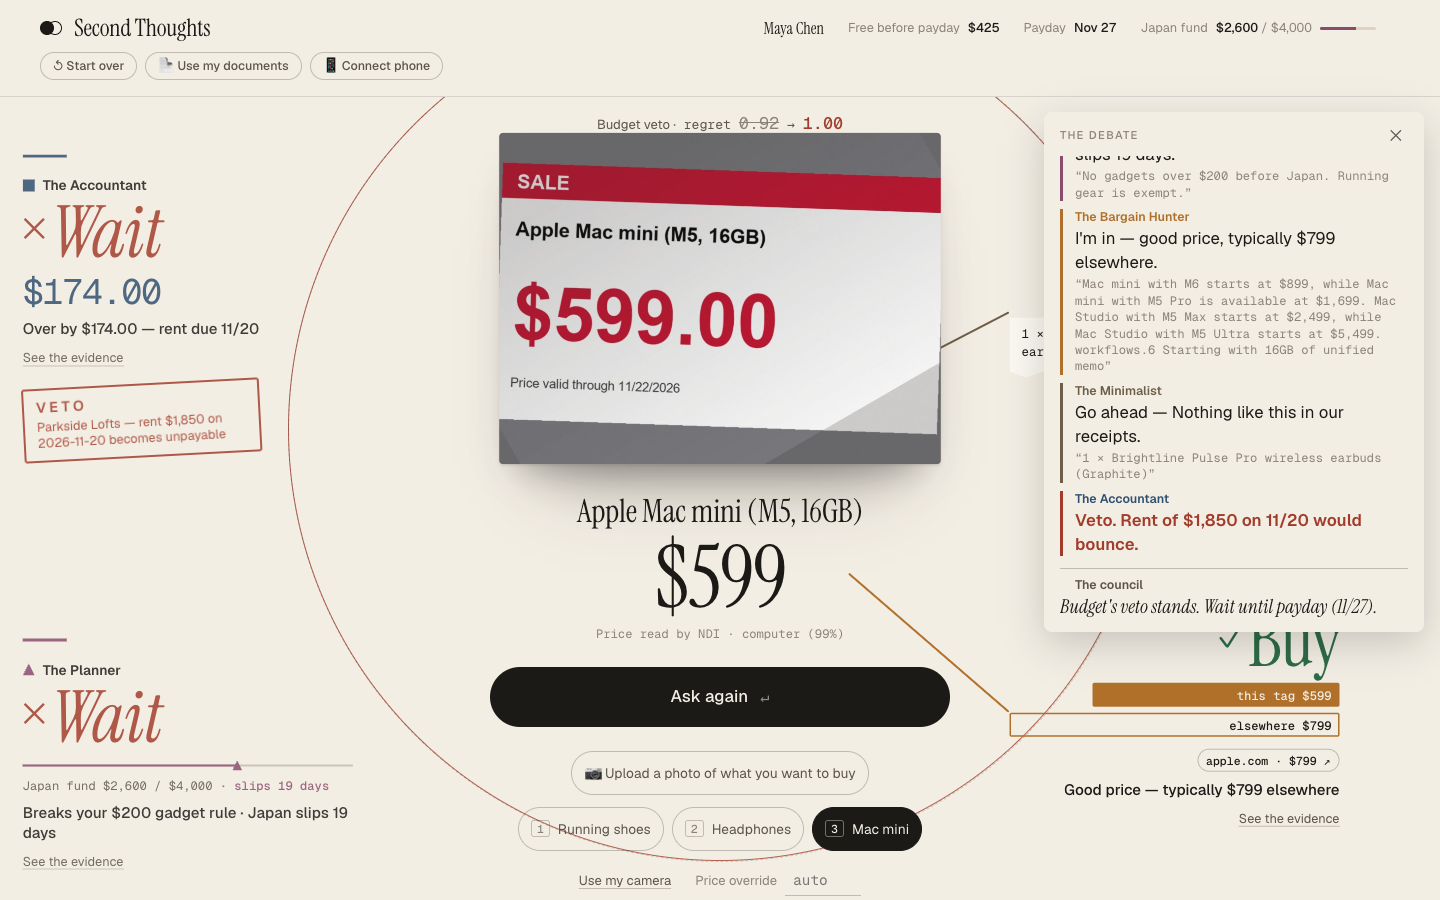 Second Thoughts
Maya Chen
Free before payday $425
Payday Nov 27
Japan fund $2,600 / $4,000
Start over
Use my documents
Connect phone
Budget veto · regret 0.92 → 1.00
The Accountant
× Wait
$174.00
Over by $174.00 — rent due 11/20
See the evidence
VETO
Parkside Lofts — rent $1,850 on
2026-11-20 becomes unpayable
The Planner
× Wait
Japan fund $2,600 / $4,000 · slips 19 days
Breaks your $200 gadget rule · Japan slips 19
days
See the evidence
SALE
Apple Mac mini (M5, 16GB)
$599.00
Price valid through 11/22/2026
Apple Mac mini (M5, 16GB)
$599
Price read by NDI · computer (99%)
Ask again ↵
Upload a photo of what you want to buy
1 Running shoes
2 Headphones
3 Mac mini
Use my camera
Price override auto
1 ×
ear
THE DEBATE
slips 19 days.
“No gadgets over $200 before Japan. Running
gear is exempt.”
The Bargain Hunter
I'm in — good price, typically $799
elsewhere.
“Mac mini with M6 starts at $899, while Mac
mini with M5 Pro is available at $1,699. Mac
Studio with M5 Max starts at $2,499, while
Mac Studio with M5 Ultra starts at $5,499.
workflows.6 Starting with 16GB of unified
memo”
The Minimalist
Go ahead — Nothing like this in our
receipts.
“1 × Brightline Pulse Pro wireless earbuds
(Graphite)”
The Accountant
Veto. Rent of $1,850 on 11/20 would
bounce.
The council
Budget's veto stands. Wait until payday (11/27).
✓ Buy
this tag $599
elsewhere $799
apple.com · $799 ↗
Good price — typically $799 elsewhere
See the evidence